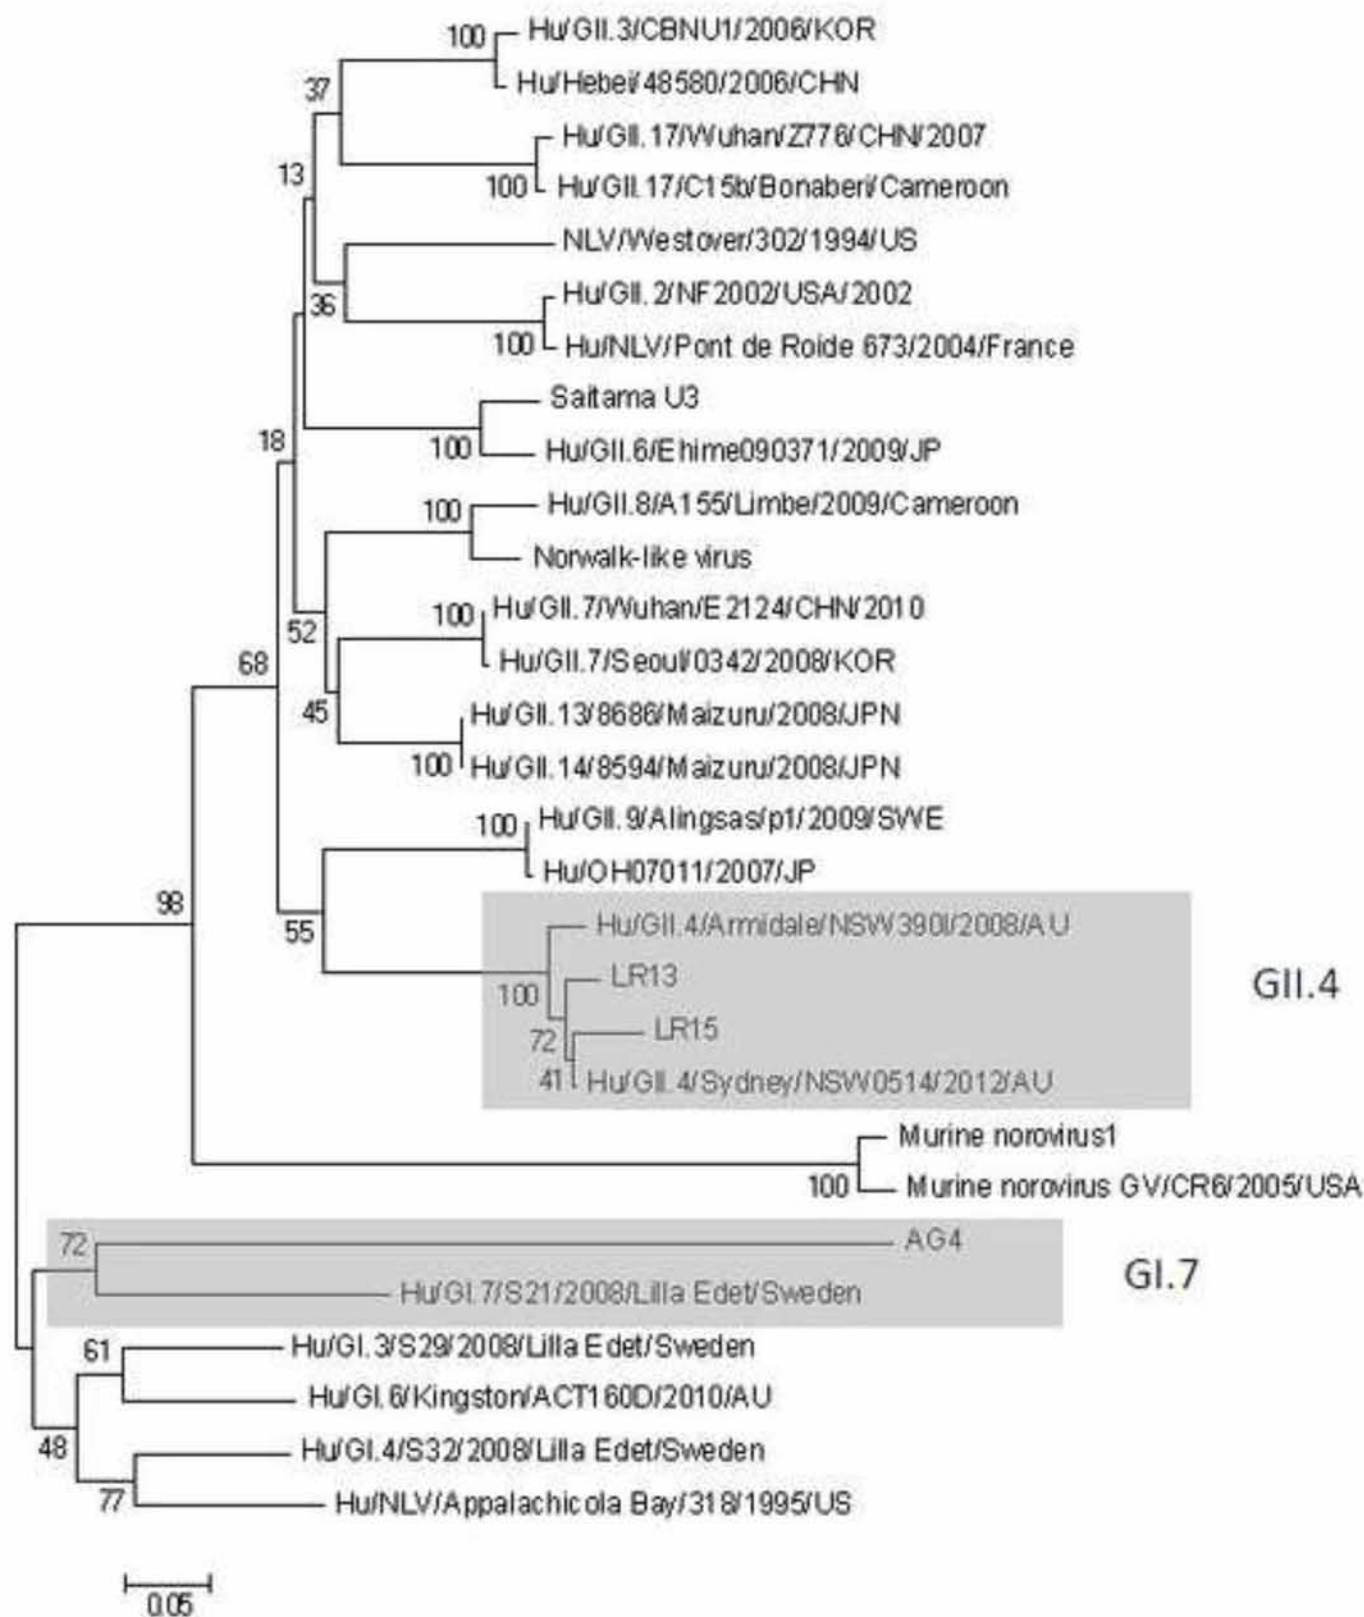 100 Hu/GII.3/CBNU1/2006/KOR
Hu/Hebei/48580/2006/CHN
37
Hu/GII.17/Wuhan/Z776/CHN/2007
13
100 Hu/GII.17/C15b/Bonaberi/Cameroon
NLV/Westover/302/1994/US
36 Hu/GII.2/NF2002/USA/2002
100 Hu/NLV/Pont de Roide 673/2004/France
Saitama U3
18 100 Hu/GII.6/Ehime090371/2009/JP
100 Hu/GII.8/A155/Limbe/2009/Cameroon
Norwalk-like virus
100 Hu/GII.7/Wuhan/E2124/CHN/2010
52
68 Hu/GII.7/Seoul/0342/2008/KOR
45 Hu/GII.13/8686/Maizuru/2008/JPN
100 Hu/GII.14/8594/Maizuru/2008/JPN
100 Hu/GII.9/Alingsas/p1/2009/SWE
Hu/OH07011/2007/JP
98
55 Hu/GII.4/Armidale/NSW390I/2008/AU
LR13
GII.4
100
72 LR15
41 Hu/GII.4/Sydney/NSW0514/2012/AU
Murine norovirus1
100 Murine norovirus GV/CR6/2005/USA
72 AG4
GI.7
Hu/GI.7/S21/2008/Lilla Edet/Sweden
61 Hu/GI.3/S29/2008/Lilla Edet/Sweden
Hu/GI.6/Kingston/ACT160D/2010/AU
48 Hu/GI.4/S32/2008/Lilla Edet/Sweden
77 Hu/NLV/Appalachicola Bay/318/1995/US
0.05